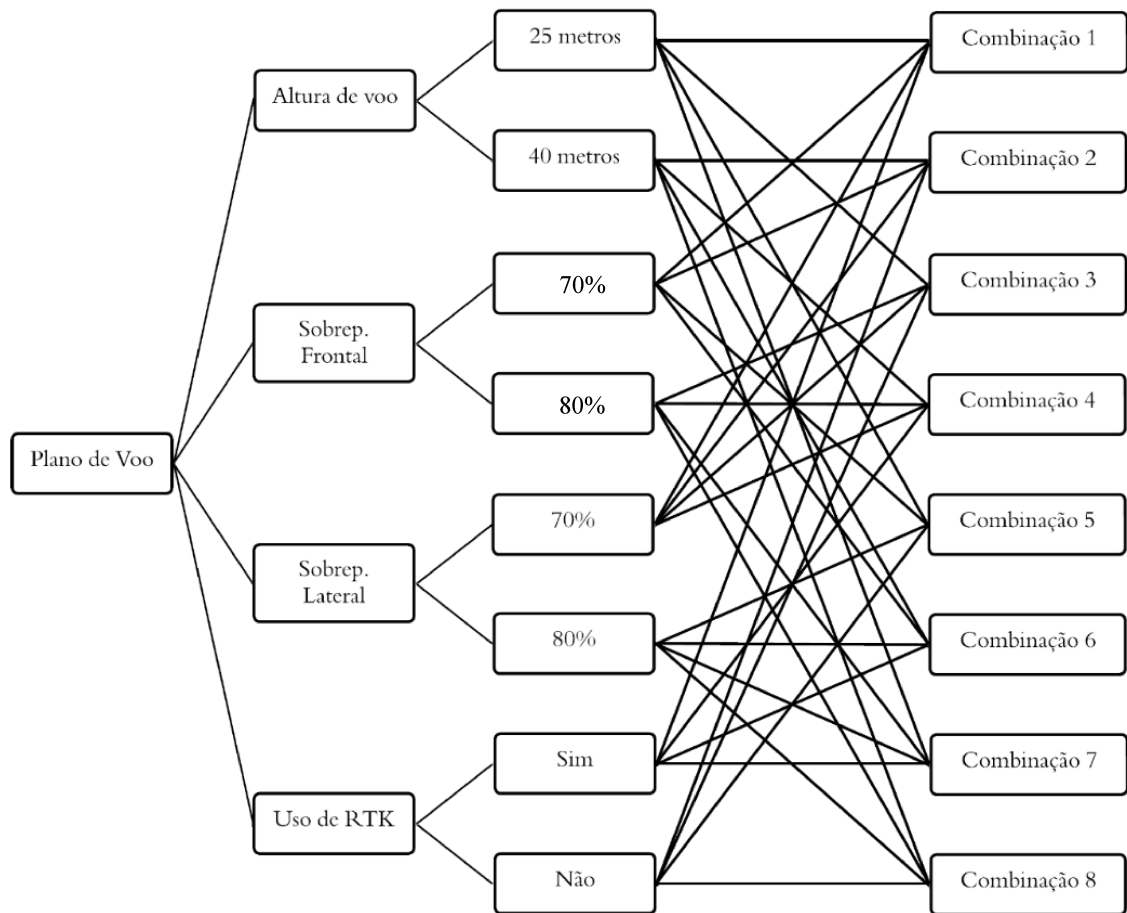 Plano de Voo
Altura de voo
Sobrep.
Frontal
Sobrep.
Lateral
Uso de RTK
25 metros
40 metros
70%
80%
70%
80%
Sim
Não
Combinação 1
Combinação 2
Combinação 3
Combinação 4
Combinação 5
Combinação 6
Combinação 7
Combinação 8